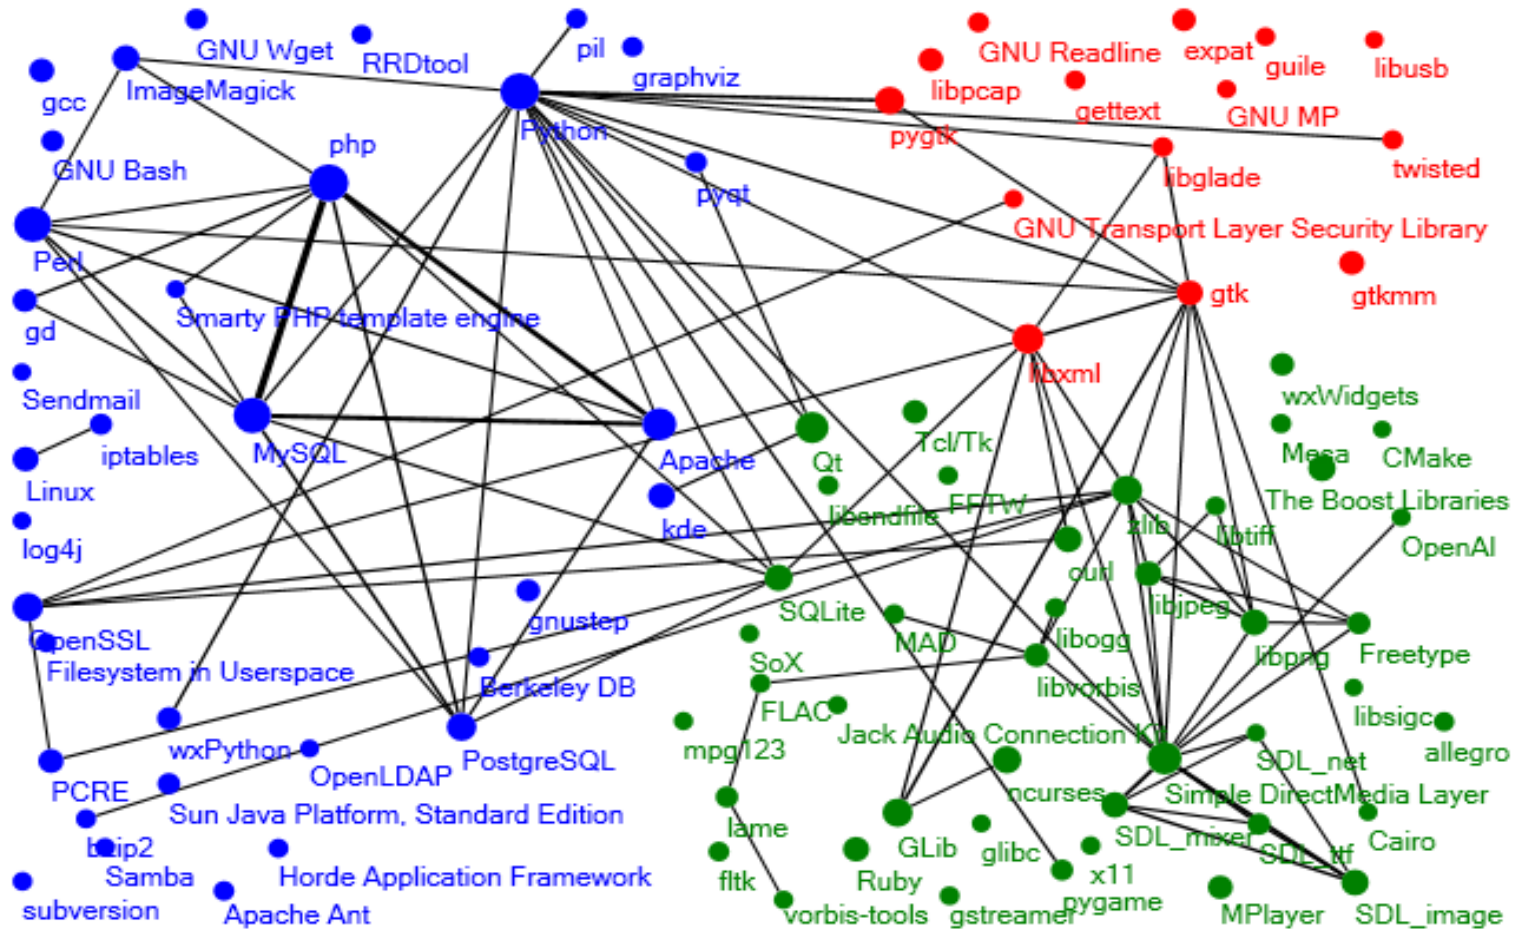 GNU Wget
RRDtool
pil
graphviz
GNU Readline
expat
guile
libusb
gcc
ImageMagick
libpcap
gettext
GNU MP
Python
php
pygtk
GNU Bash
pyqt
libglade
twisted
GNU Transport Layer Security Library
Perl
gtk
gtkmm
gd
Smarty PHP template engine
libxml
Sendmail
wxWidgets
iptables
MySQL
Apache
Qt
Tcl/Tk
Mesa
CMake
Linux
The Boost Libraries
libsndfile
FFTW
log4j
kde
zlib
libtiff
OpenAl
curl
SQLite
libjpeg
gnustep
OpenSSL
MAD
libogg
libpng
Freetype
Filesystem in Userspace
SoX
Berkeley DB
libvorbis
FLAC
libsigc
wxPython
mpg123
Jack Audio Connection K
allegro
OpenLDAP
PostgreSQL
SDL_net
PCRE
ncurses
Simple DirectMedia Layer
Sun Java Platform, Standard Edition
lame
SDL_mixer
Cairo
bzip2
GLib
glibc
SDL_ttf
Samba
Horde Application Framework
fltk
Ruby
x11
pygame
subversion
Apache Ant
vorbis-tools
gstreamer
MPlayer
SDL_image